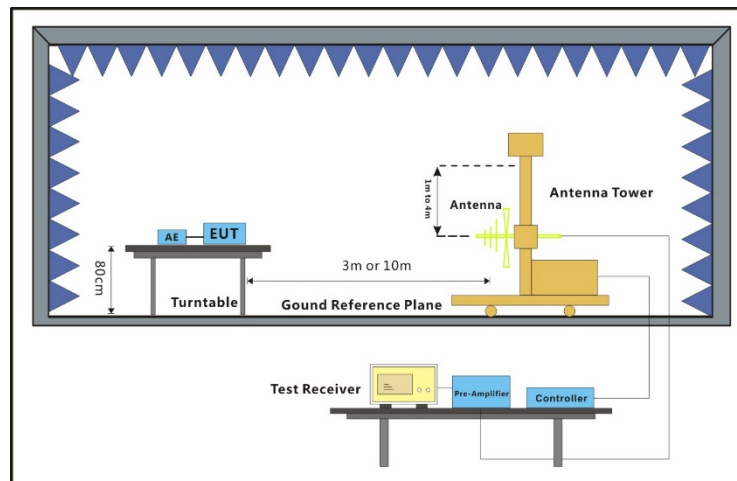 1m to 4m
Antenna
Antenna Tower
AE
EUT
80cm
3m or 10m
Turntable
Gound Reference Plane
Test Receiver
Pre-Amplifier
Controller